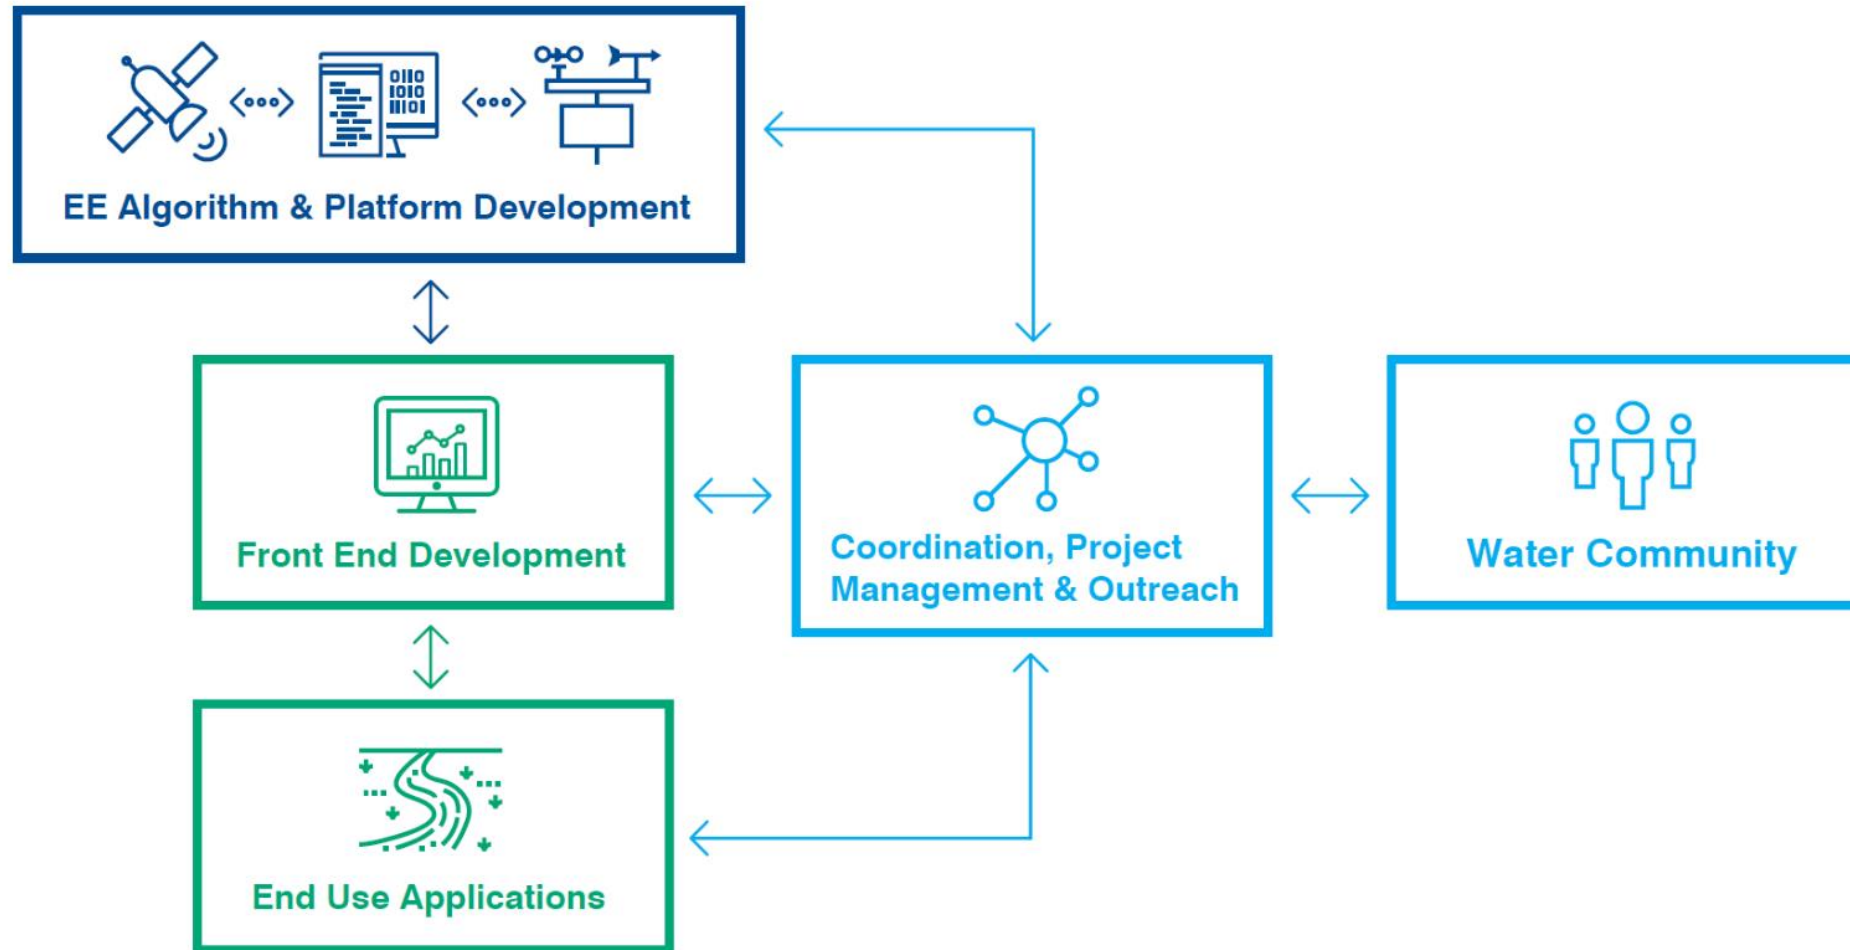 EE Algorithm & Platform Development
Front End Development
Coordination, Project
Management & Outreach
Water Community
End Use Applications